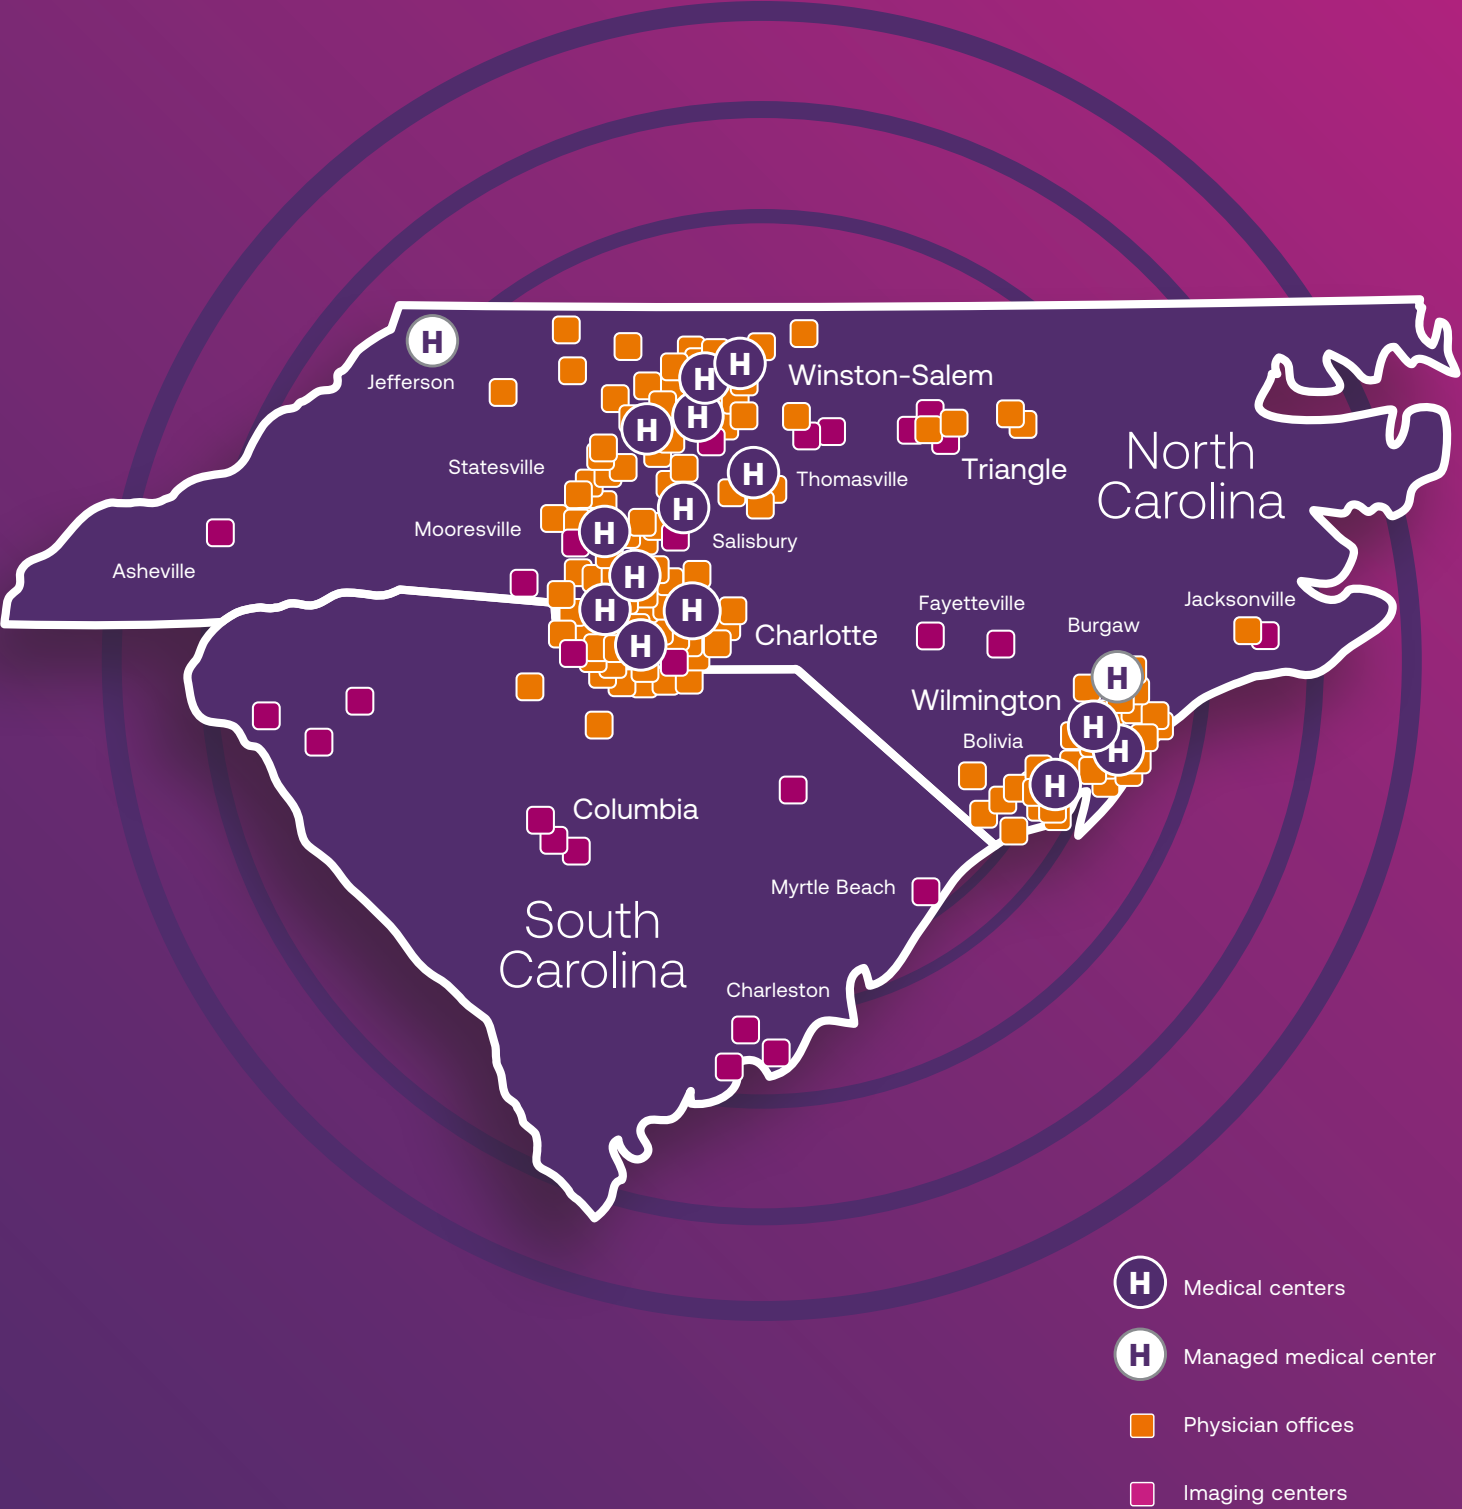 H
Jefferson
H
H
Winston-Salem
H
H
North
Carolina
Statesville
H
Thomasville
Triangle
H
Mooresville
H
Salisbury
Asheville
H
H
H
Charlotte
H
Fayetteville
Jacksonville
Burgaw
H
Wilmington
H
Bolivia
H
H
Columbia
Myrtle Beach
South
Carolina
Charleston
H Medical centers
H Managed medical center
Physician offices
Imaging centers